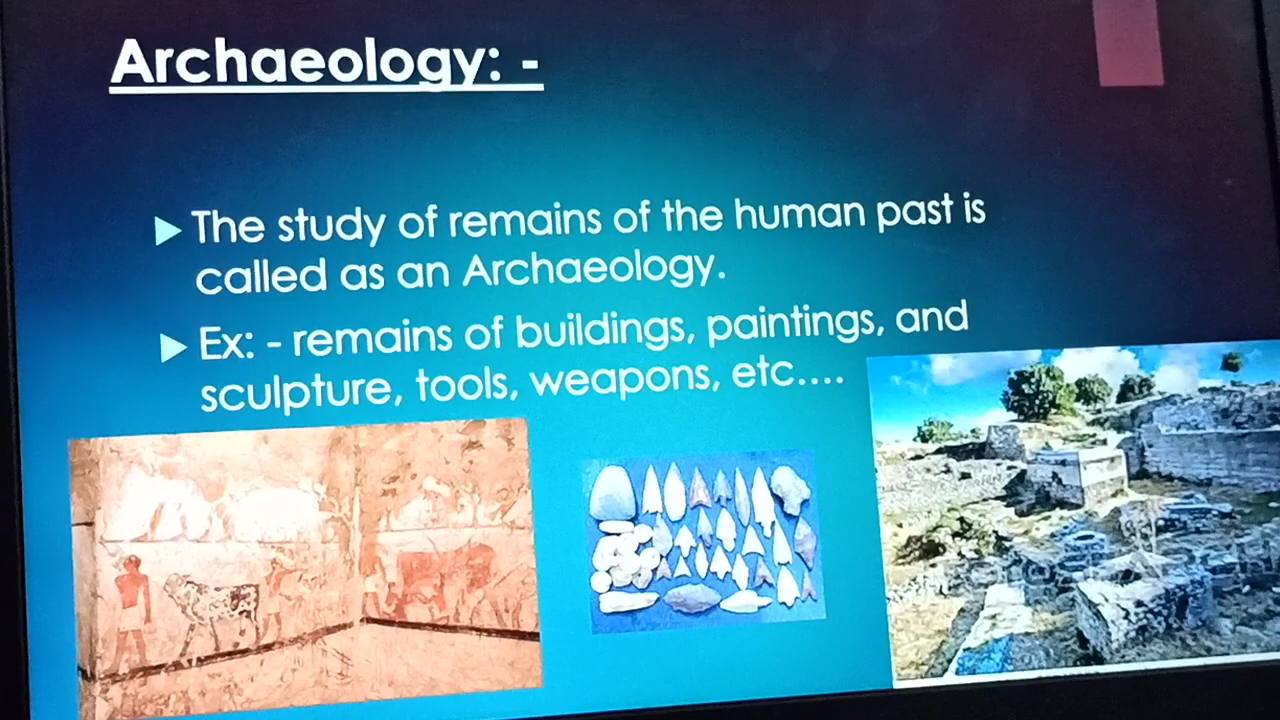 Archaeology: -
The study of remains of the human past is
called as an Archaeology.
Ex: - remains of buildings, paintings, and
sculpture, tools, weapons, etc....